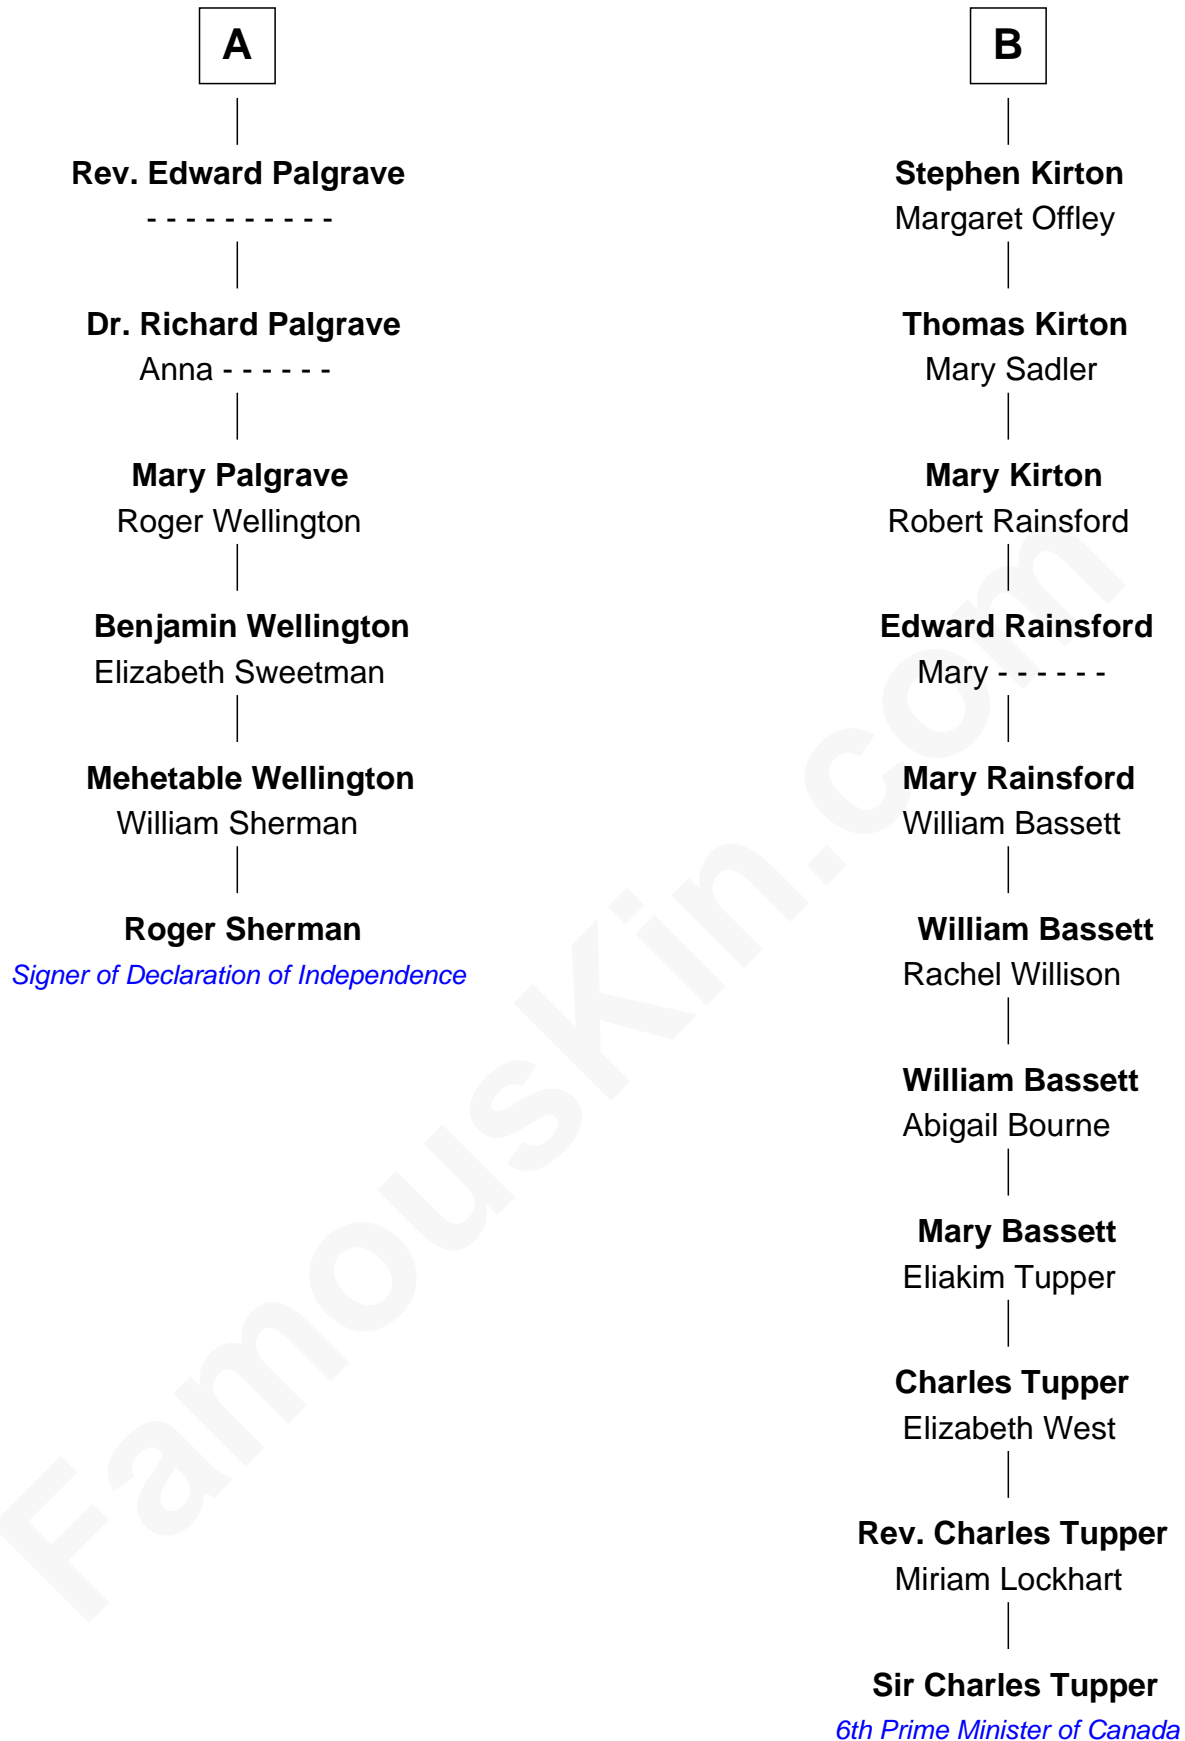 A
Rev. Edward Palgrave
- - - - - - - - - -
Dr. Richard Palgrave
Anna - - - - - -
Mary Palgrave
Roger Wellington
Benjamin Wellington
Elizabeth Sweetman
Mehetable Wellington
William Sherman
Roger Sherman
Signer of Declaration of Independence
B
Stephen Kirton
Margaret Offley
Thomas Kirton
Mary Sadler
Mary Kirton
Robert Rainsford
Edward Rainsford
Mary - - - - - -
Mary Rainsford
William Bassett
William Bassett
Rachel Willison
William Bassett
Abigail Bourne
Mary Bassett
Eliakim Tupper
Charles Tupper
Elizabeth West
Rev. Charles Tupper
Miriam Lockhart
Sir Charles Tupper
6th Prime Minister of Canada
FamousKin.com